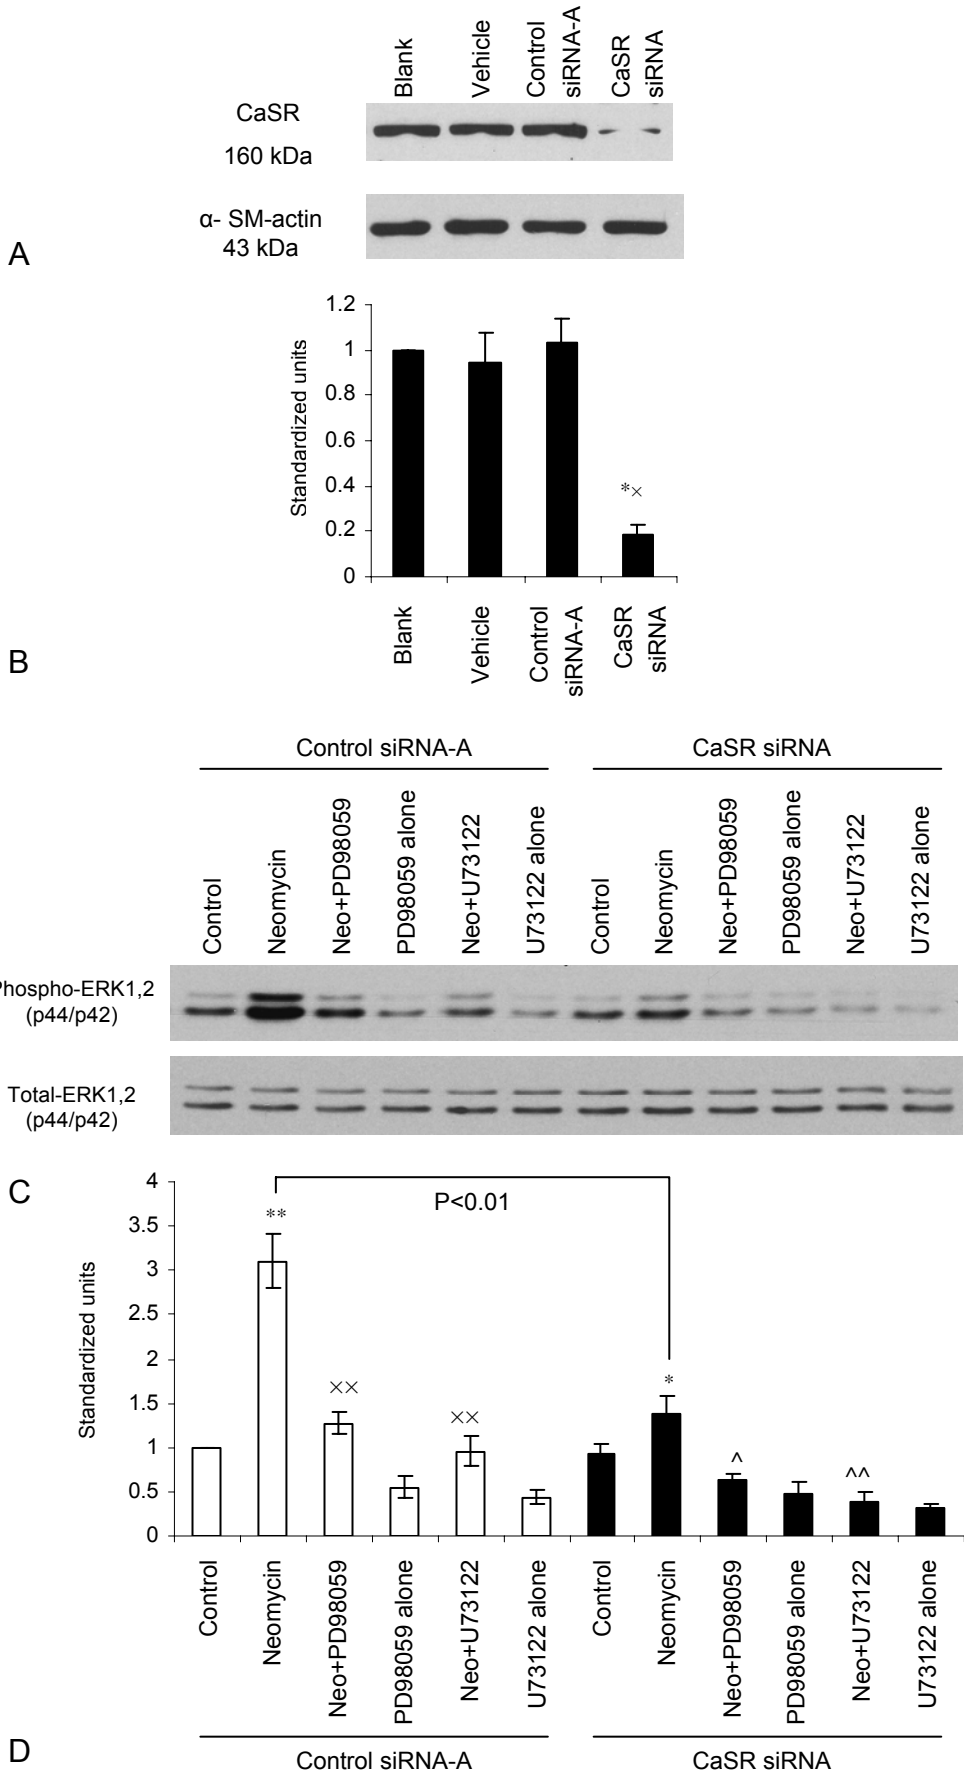 Blank
Vehicle
Control
siRNA-A
CaSR
siRNA
CaSR
160 kDa
α- SM-actin
43 kDa
A
1.2
1
0.8
0.6
0.4
0.2
0
Standardized units
*×
Blank
Vehicle
Control
siRNA-A
CaSR
siRNA
B
Control siRNA-A
CaSR siRNA
Control
Neomycin
Neo+PD98059
PD98059 alone
Neo+U73122
U73122 alone
Control
Neomycin
Neo+PD98059
PD98059 alone
Neo+U73122
U73122 alone
Phospho-ERK1,2
(p44/p42)
Total-ERK1,2
(p44/p42)
C
4
3.5
3
2.5
2
1.5
1
0.5
0
Standardized units
P<0.01
**
××
××
*
^
^^
Control
Neomycin
Neo+PD98059
PD98059 alone
Neo+U73122
U73122 alone
Control
Neomycin
Neo+PD98059
PD98059 alone
Neo+U73122
U73122 alone
Control siRNA-A
CaSR siRNA
D